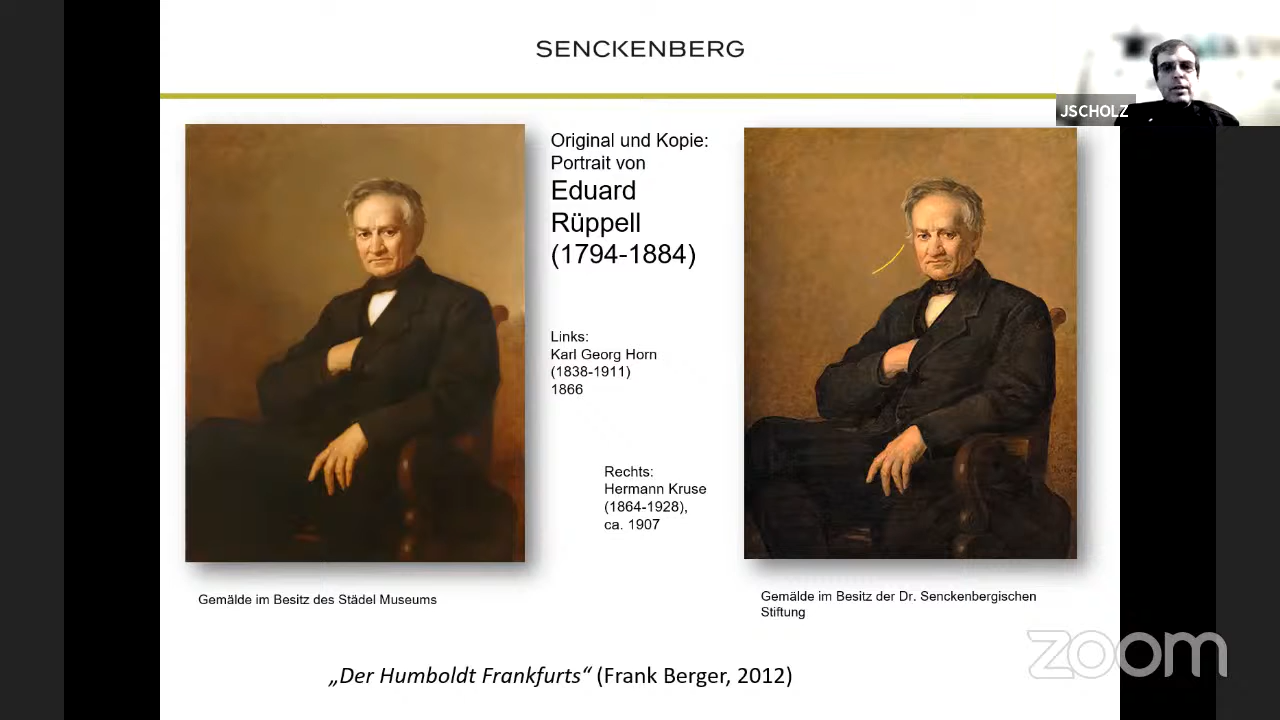 SENCKENBERG
JSCHOLZ
Original und Kopie:
Portrait von
Eduard
Rüppell
(1794-1884)
Links:
Karl Georg Horn
(1838-1911)
1866
Rechts:
Hermann Kruse
(1864-1928),
ca. 1907
Gemälde im Besitz des Städel Museums
Gemälde im Besitz der Dr. Senckenbergischen
Stiftung
„Der Humboldt Frankfurts“ (Frank Berger, 2012)
zoom